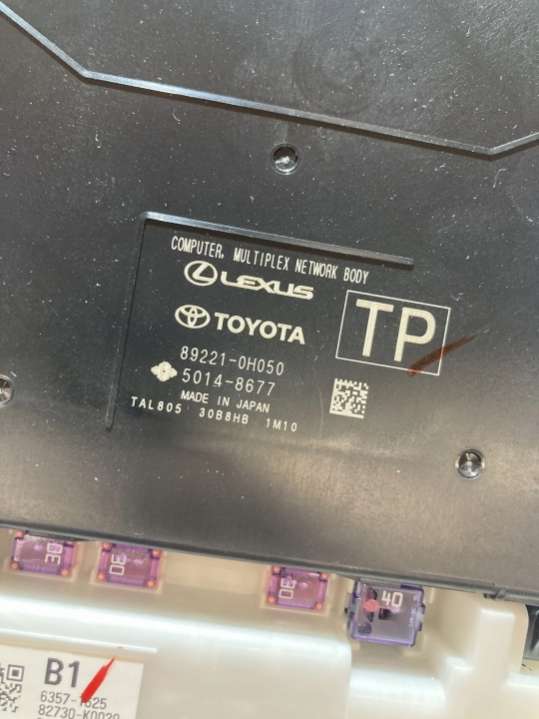 COMPUTER, MULTIPLEX NETWORK BODY
LEXUS
TOYOTA
TP
89221-0H050
5014-8677
MADE IN JAPAN
TAL805 30B8HB 1M10
30
30
30
40
B1